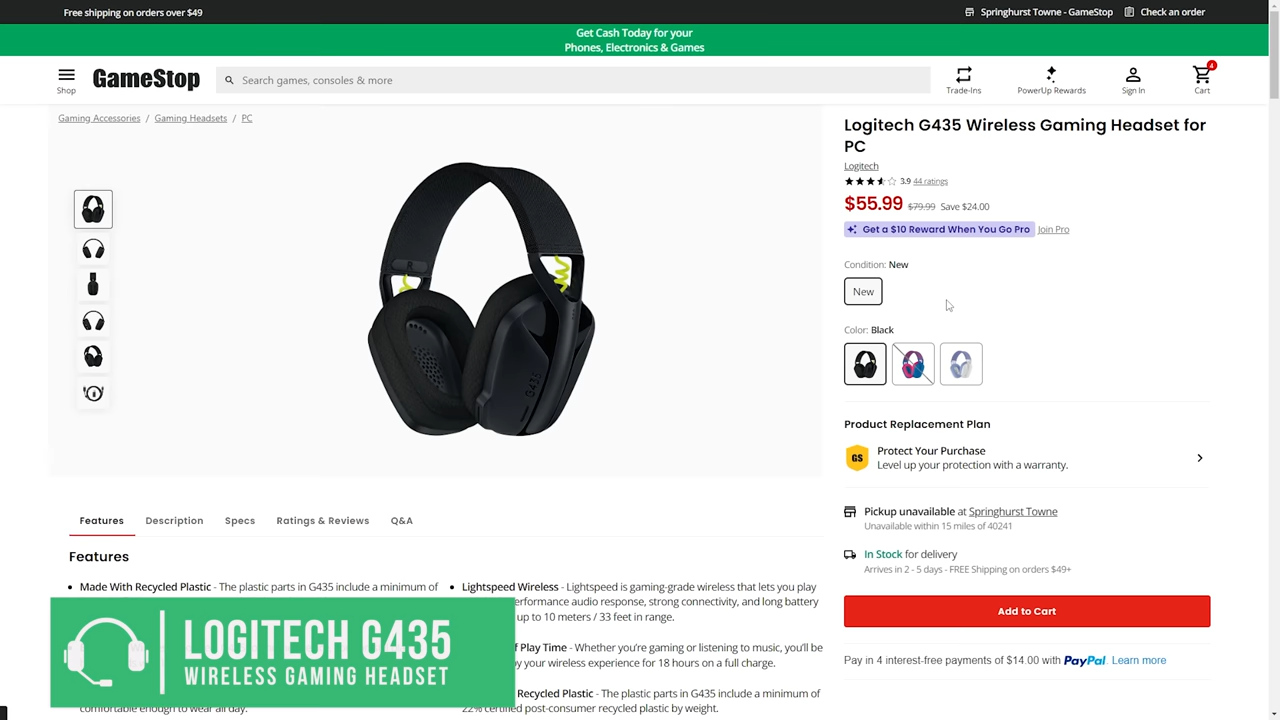 Free shipping on orders over $49
Springhurst Towne - GameStop
Check an order
Get Cash Today for your
Phones, Electronics & Games
Shop
GameStop
Search games, consoles & more
Trade-Ins
PowerUp Rewards
Sign In
4
Cart
Gaming Accessories / Gaming Headsets / PC
G435
Logitech G435 Wireless Gaming Headset for
PC
Logitech
3.9 44 ratings
$55.99 $79.99 Save $24.00
Get a $10 Reward When You Go Pro Join Pro
Condition: New
New
Color: Black
Product Replacement Plan
GS
Protect Your Purchase
Level up your protection with a warranty.
Pickup unavailable at Springhurst Towne
Unavailable within 15 miles of 40241
In Stock for delivery
Arrives in 2 - 5 days - FREE Shipping on orders $49+
Add to Cart
Pay in 4 interest-free payments of $14.00 with PayPal. Learn more
Features Description Specs Ratings & Reviews Q&A
Features
Made With Recycled Plastic - The plastic parts in G435 include a minimum of
Lightspeed Wireless - Lightspeed is gaming-grade wireless that lets you play
erformance audio response, strong connectivity, and long battery
up to 10 meters / 33 feet in range.
f Play Time - Whether you're gaming or listening to music, you'll be
y your wireless experience for 18 hours on a full charge.
Recycled Plastic - The plastic parts in G435 include a minimum of
22% certified post-consumer recycled plastic by weight.
LOGITECH G435
WIRELESS GAMING HEADSET
comfortable enough to wear all day.